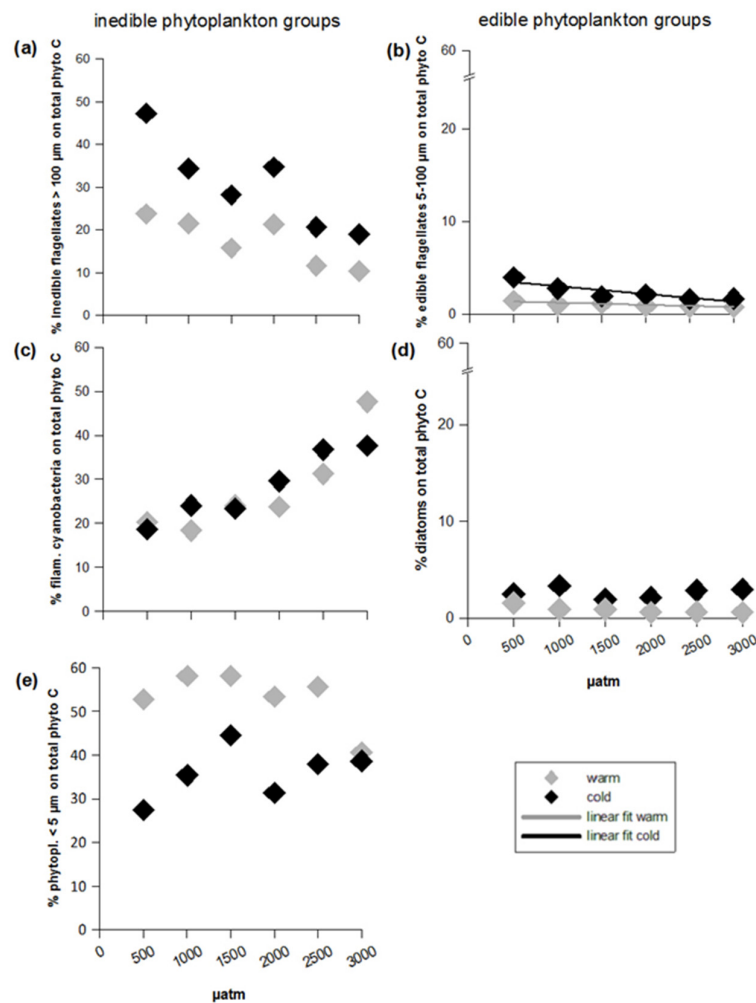 inedible phytoplankton groups
edible phytoplankton groups
(a)
% inedible flagellates > 100 µm on total phyto C
60
50
40
30
20
10
0
(b)
% edible flagellates 5-100 µm on total phyto C
60
20
10
0
(c)
% filam. cyanobacteria on total phyto C
60
50
40
30
20
10
0
(d)
% diatoms on total phyto C
60
20
10
0
0
500
1000
1500
2000
2500
3000
µatm
(e)
% phytopl. < 5 µm on total phyto C
60
50
40
30
20
10
0
0
500
1000
1500
2000
2500
3000
µatm
warm
cold
linear fit warm
linear fit cold